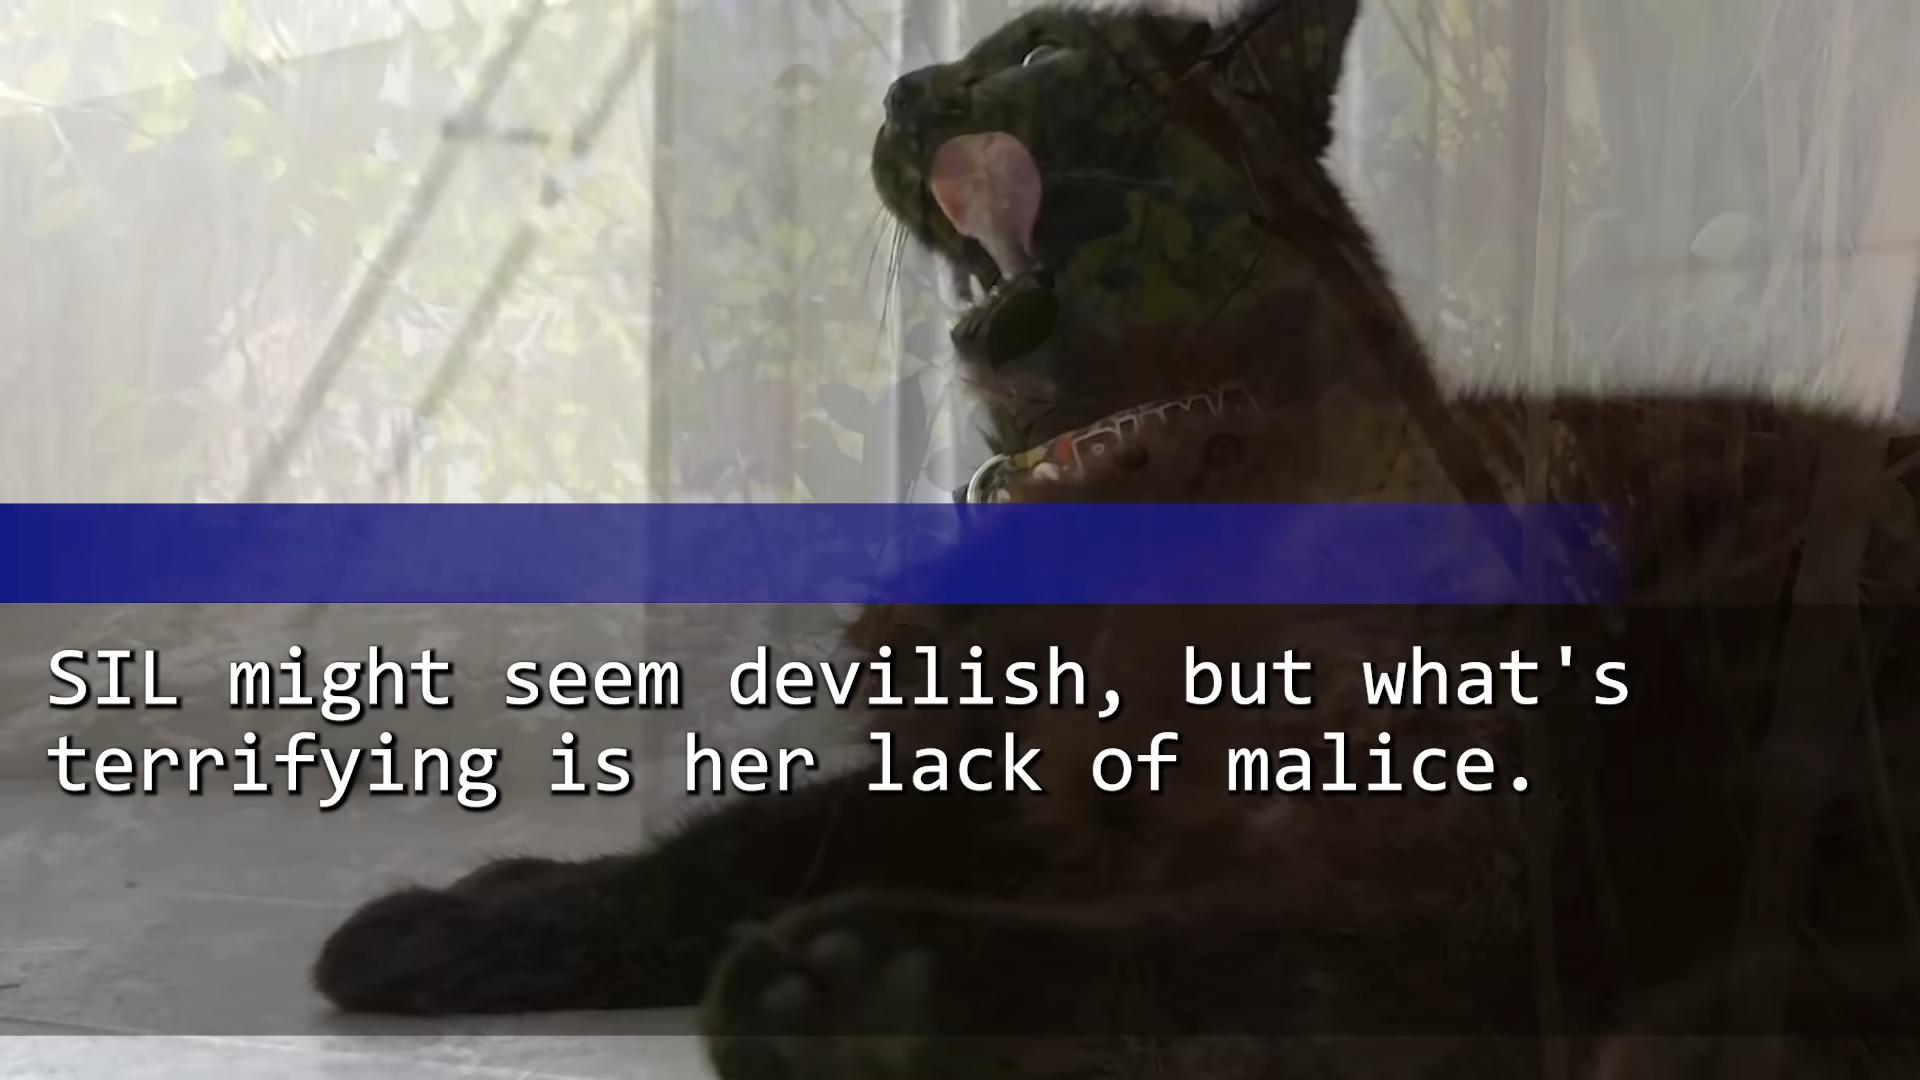 SIL might seem devilish, but what's
terrifying is her lack of malice.